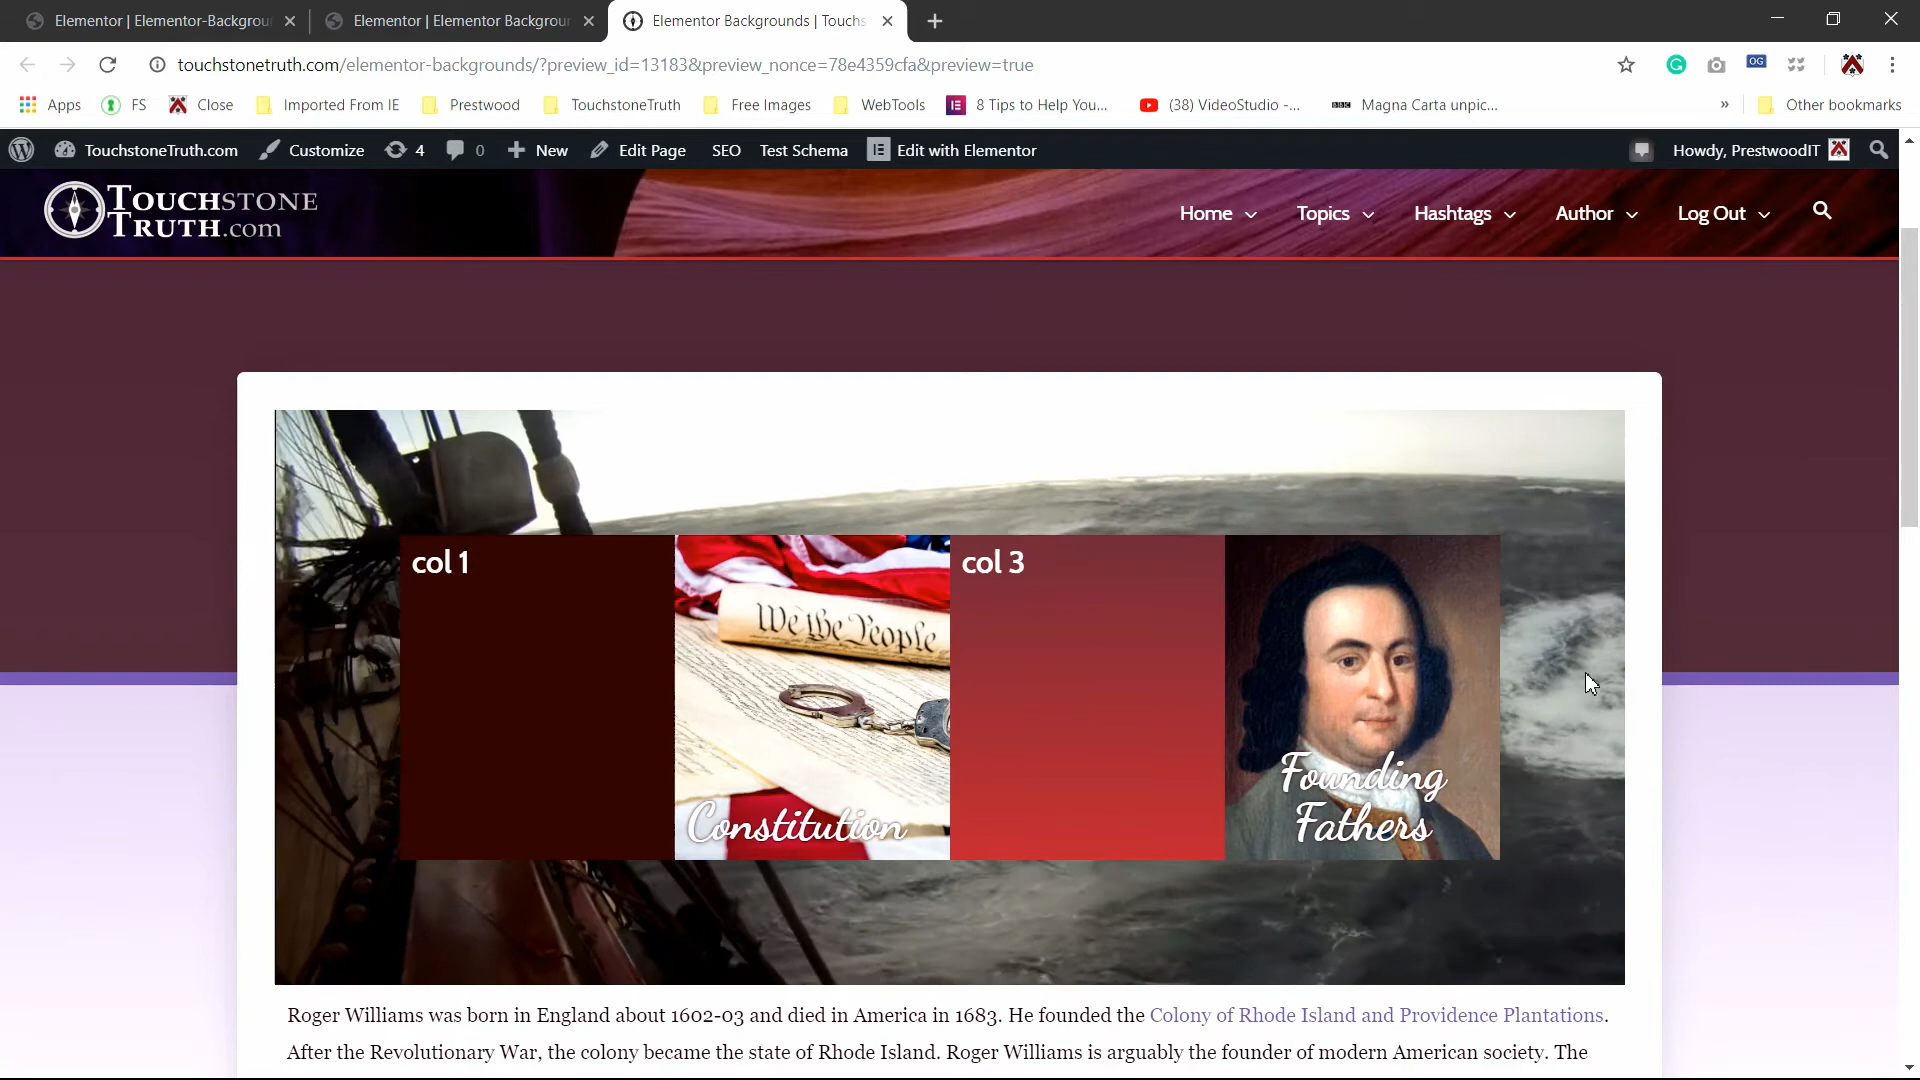 Elementor | Elementor-Backgrou
Elementor | Elementor Backgrour
Elementor Backgrounds | Touchs
touchstonetruth.com/elementor-backgrounds/?preview_id=13183&preview_nonce=78e4359cfa&preview=true
OG
Apps FS Close Imported From IE Prestwood TouchstoneTruth Free Images WebTools 8 Tips to Help You... (38) VideoStudio -... BBC Magna Carta unpic... » Other bookmarks
TouchstoneTruth.com Customize 4 0 New Edit Page SEO Test Schema Edit with Elementor Howdy, PrestwoodIT
TOUCHSTONE
TRUTH.com
Home Topics Hashtags Author Log Out
col 1
We the People
Constitution
col 3
Founding
Fathers
Roger Williams was born in England about 1602-03 and died in America in 1683. He founded the Colony of Rhode Island and Providence Plantations.
After the Revolutionary War, the colony became the state of Rhode Island. Roger Williams is arguably the founder of modern American society. The